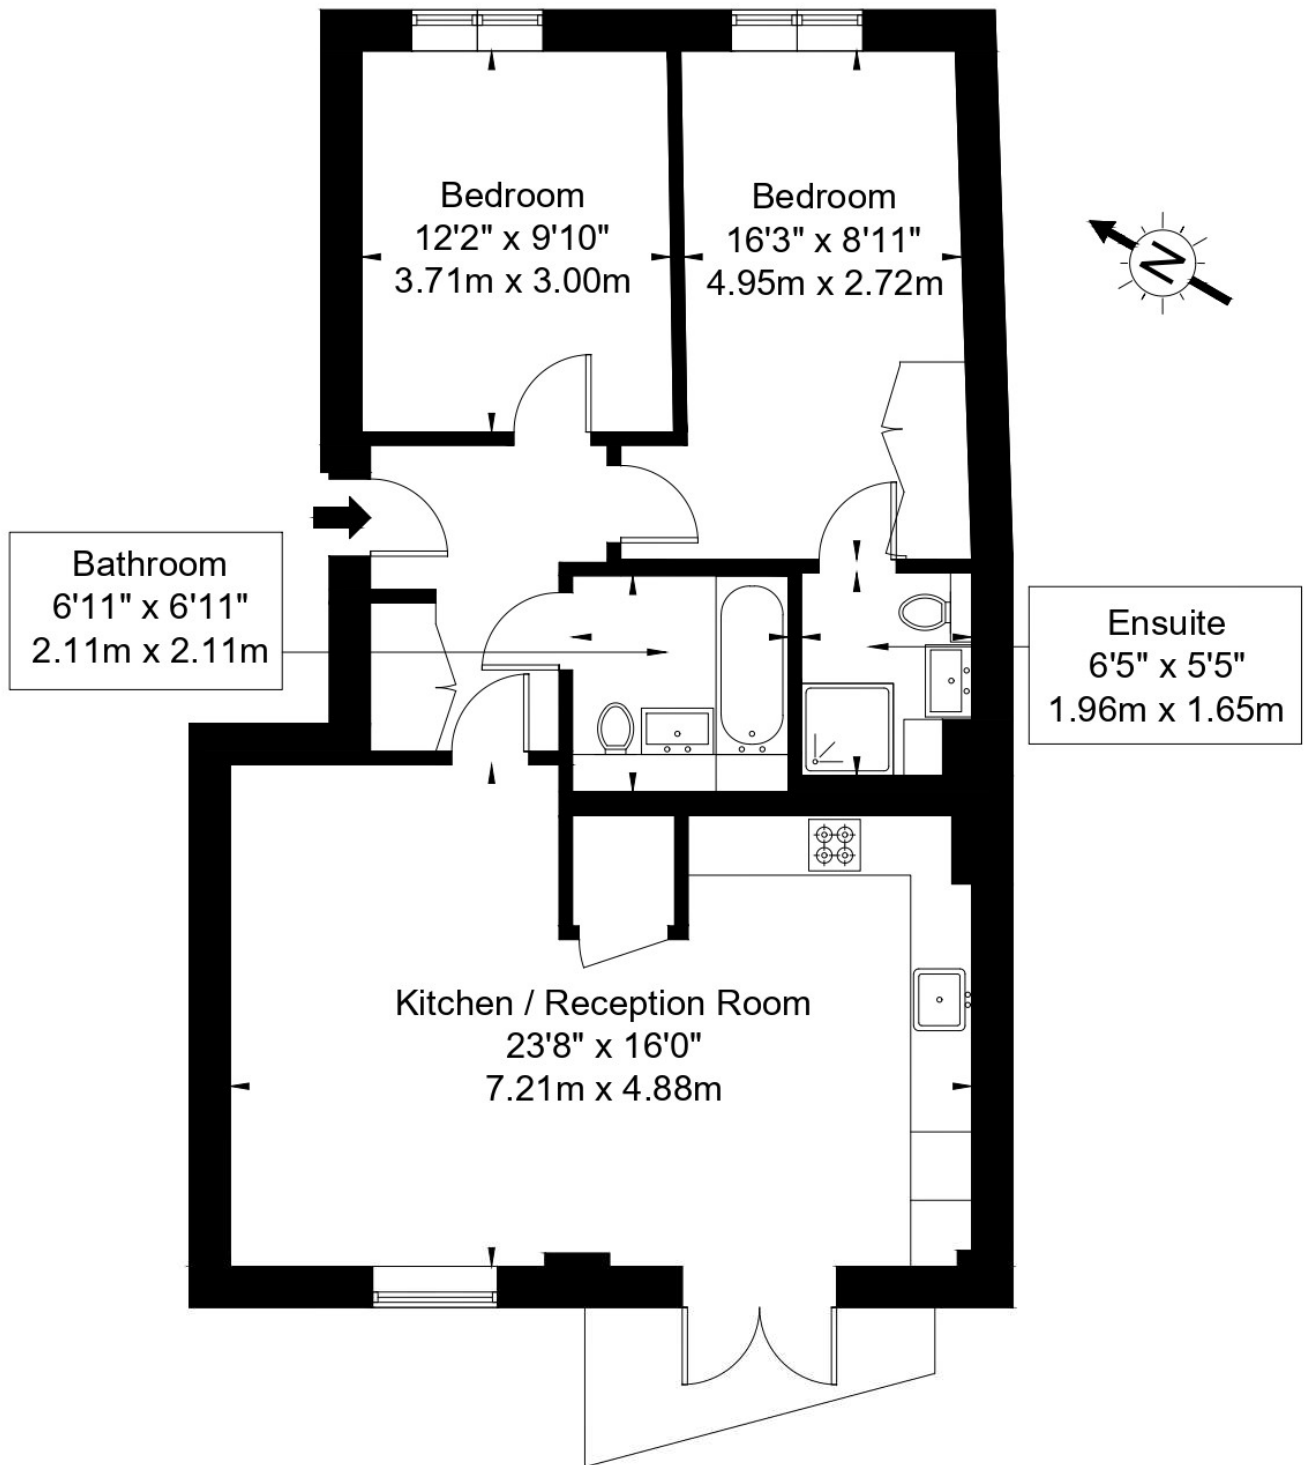 Bedroom
12'2" x 9'10"
3.71m x 3.00m
Bedroom
16'3" x 8'11"
4.95m x 2.72m
N
Bathroom
6'11" x 6'11"
2.11m x 2.11m
Ensuite
6'5" x 5'5"
1.96m x 1.65m
Kitchen / Reception Room
23'8" x 16'0"
7.21m x 4.88m